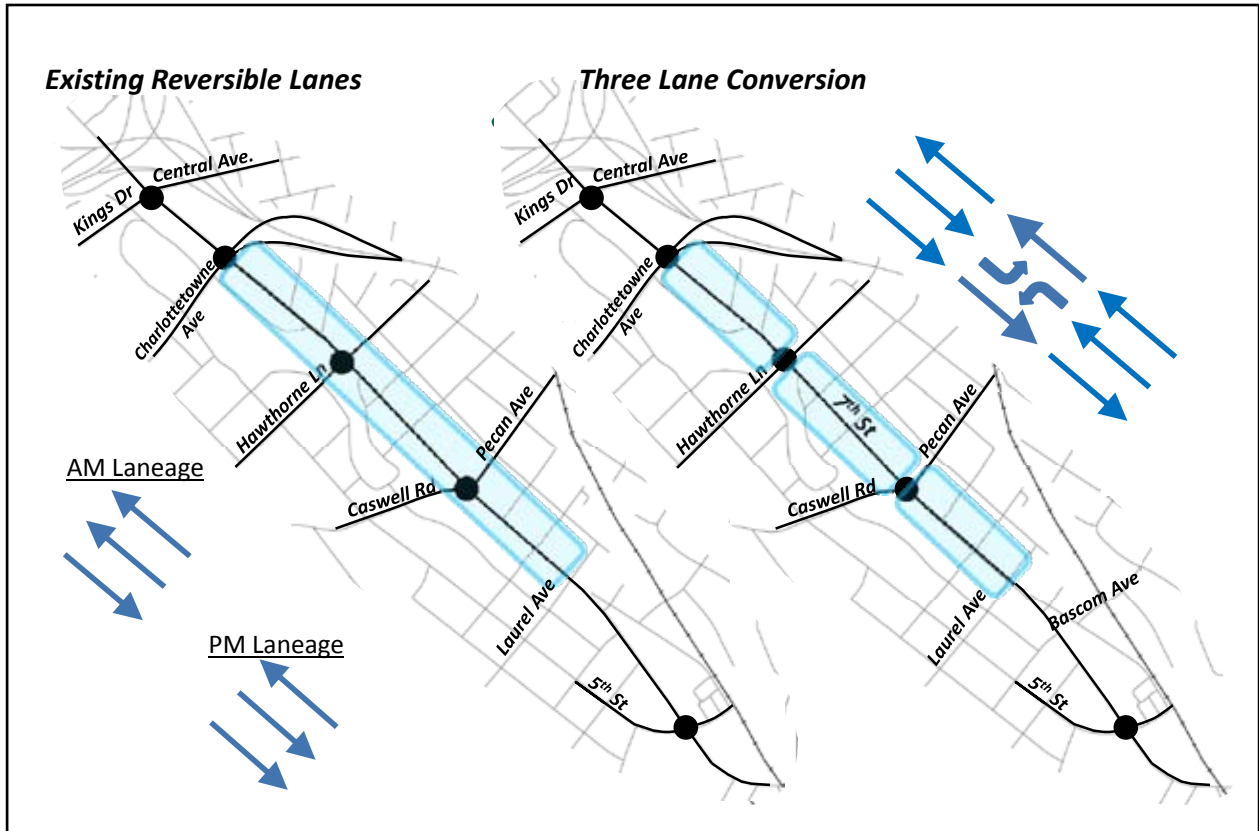 Existing Reversible Lanes
Three Lane Conversion
Central Ave.
Kings Dr
Charlottetowne
Ave
Hawthorne Ln
Pecan Ave
Caswell Rd
Laurel Ave
5th St
AM Laneage
PM Laneage
Central Ave
Kings Dr
Charlottetowne
Ave
Hawthorne Ln
7th St
Pecan Ave
Caswell Rd
Laurel Ave
Bascom Ave
5th St